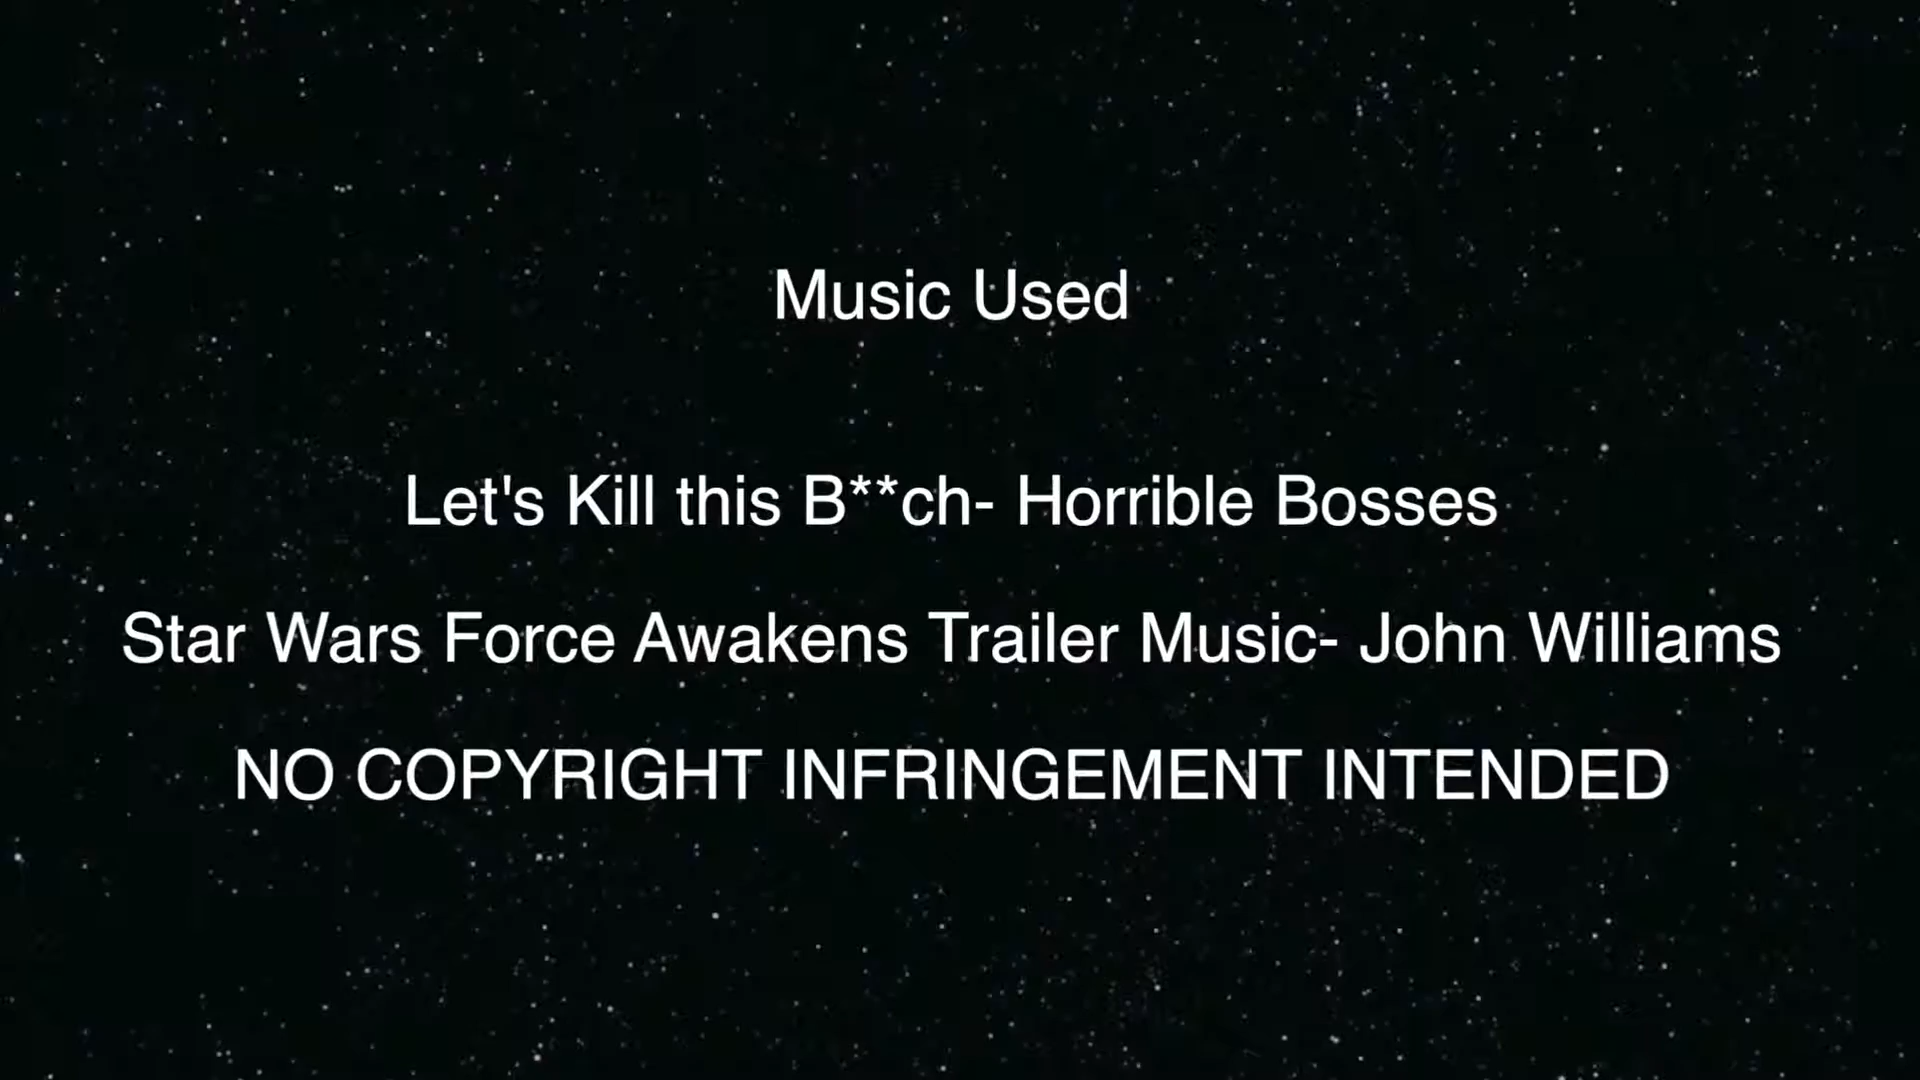 Music Used
Let's Kill this B**ch- Horrible Bosses
Star Wars Force Awakens Trailer Music- John Williams
NO COPYRIGHT INFRINGEMENT INTENDED